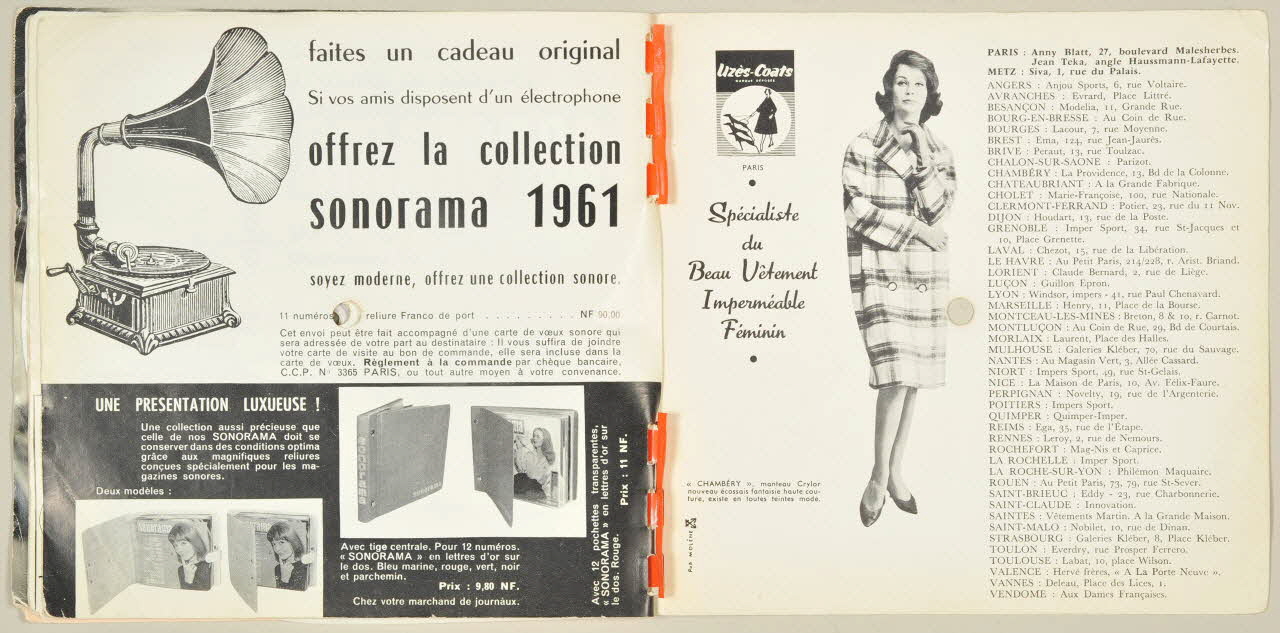 faites un cadeau original
Si vos amis disposent d'un électrophone
offrez la collection
sonorama 1961
soyez moderne, offrez une collection sonore.
11 numéros reliure Franco de port . . . . . . . . . NF 90,00
Cet envoi peut être fait accompagné d'une carte de vœux sonore qui
sera adressée de votre part au destinataire : Il vous suffira de joindre
votre carte de visite au bon de commande, elle sera incluse dans la
carte de vœux. Réglement à la commande par chèque bancaire,
C.C.P. N° 3365 PARIS, ou tout autre moyen à votre convenance.
UNE PRESENTATION LUXUEUSE !
Une collection aussi précieuse que
celle de nos SONORAMA doit se
conserver dans des conditions optima
grâce aux magnifiques reliures
conçues spécialement pour les ma-
gazines sonores.
Deux modèles :
Sonorama
sonorama
sonorama
Avec tige centrale. Pour 12 numéros.
« SONORAMA » en lettres d'or sur
le dos. Bleu marine, rouge, vert, noir
et parchemin.
Prix : 9,80 NF.
Chez votre marchand de journaux.
Avec 12 pochettes transparentes,
« SONORAMA » en lettres d'or sur
le dos. Rouge.
Prix : 11 NF.
Uzès-Coats
MARQUE DÉPOSÉE
PARIS
Spécialiste
du
Beau Vêtement
Imperméable
Féminin
« CHAMBÉRY », manteau Crylor
nouveau écossais fantaisie haute cou-
ture, existe en toutes teintes mode.
Pub MOLÈNE
PARIS : Anny Blatt, 27, boulevard Malesherbes.
Jean Teka, angle Haussmann-Lafayette.
METZ : Siva, 1, rue du Palais.
ANGERS : Anjou Sports, 6, rue Voltaire.
AVRANCHES : Evrard, Place Littré.
BESANÇON : Modelia, 11, Grande Rue.
BOURG-EN-BRESSE : Au Coin de Rue.
BOURGES : Lacour, 7, rue Moyenne.
BREST : Ema, 124, rue Jean-Jaurès.
BRIVE : Peraut, 13, rue Toulzac.
CHALON-SUR-SAONE : Parizot.
CHAMBÉRY : La Providence, 13, Bd de la Colonne.
CHATEAUBRIANT : A la Grande Fabrique.
CHOLET : Marie-Françoise, 100, rue Nationale.
CLERMONT-FERRAND : Potier, 23, rue du 11 Nov.
DIJON : Houdart, 13, rue de la Poste.
GRENOBLE : Imper Sport, 34, rue St-Jacques et
10, Place Grenette.
LAVAL : Chezot, 15, rue de la Libération.
LE HAVRE : Au Petit Paris, 214/228, r. Arist. Briand.
LORIENT : Claude Bernard, 2, rue de Liège.
LUÇON : Guillon Epron.
LYON : Windsor, impers - 41, rue Paul Chenavard.
MARSEILLE : Henry, 11, Place de la Bourse.
MONTCEAU-LES-MINES : Breton, 8 & 10, r. Carnot.
MONTLUÇON : Au Coin de Rue, 29, Bd de Courtais.
MORLAIX : Laurent, Place des Halles.
MULHOUSE : Galeries Kléber, 70, rue du Sauvage.
NANTES : Au Magasin Vert, 3, Allée Cassard.
NIORT : Impers Sport, 49, rue St-Gelais.
NICE : La Maison de Paris, 10, Av. Félix-Faure.
PERPIGNAN : Novelty, 19, rue de l'Argenterie.
POITIERS : Impers Sport.
QUIMPER : Quimper-Imper.
REIMS : Ega, 35, rue de l'Étape.
RENNES : Leroy, 2, rue de Nemours.
ROCHEFORT : Mag-Nis et Caprice.
LA ROCHELLE : Imper Sport.
LA ROCHE-SUR-YON : Philémon Maquaire.
ROUEN : Au Petit Paris, 73, 79, rue St-Sever.
SAINT-BRIEUC : Eddy - 23, rue Charbonnerie.
SAINT-CLAUDE : Innovation.
SAINTES : Vêtements Martin. A la Grande Maison.
SAINT-MALO : Nobilet, 10, rue de Dinan.
STRASBOURG : Galeries Kléber, 8, Place Kléber.
TOULON : Everdry, rue Prosper Ferrero.
TOULOUSE : Labat, 10, place Wilson.
VALENCE : Hervé frères, « A La Porte Neuve ».
VANNES : Deleau, Place des Lices, 1.
VENDOME : Aux Dames Françaises.